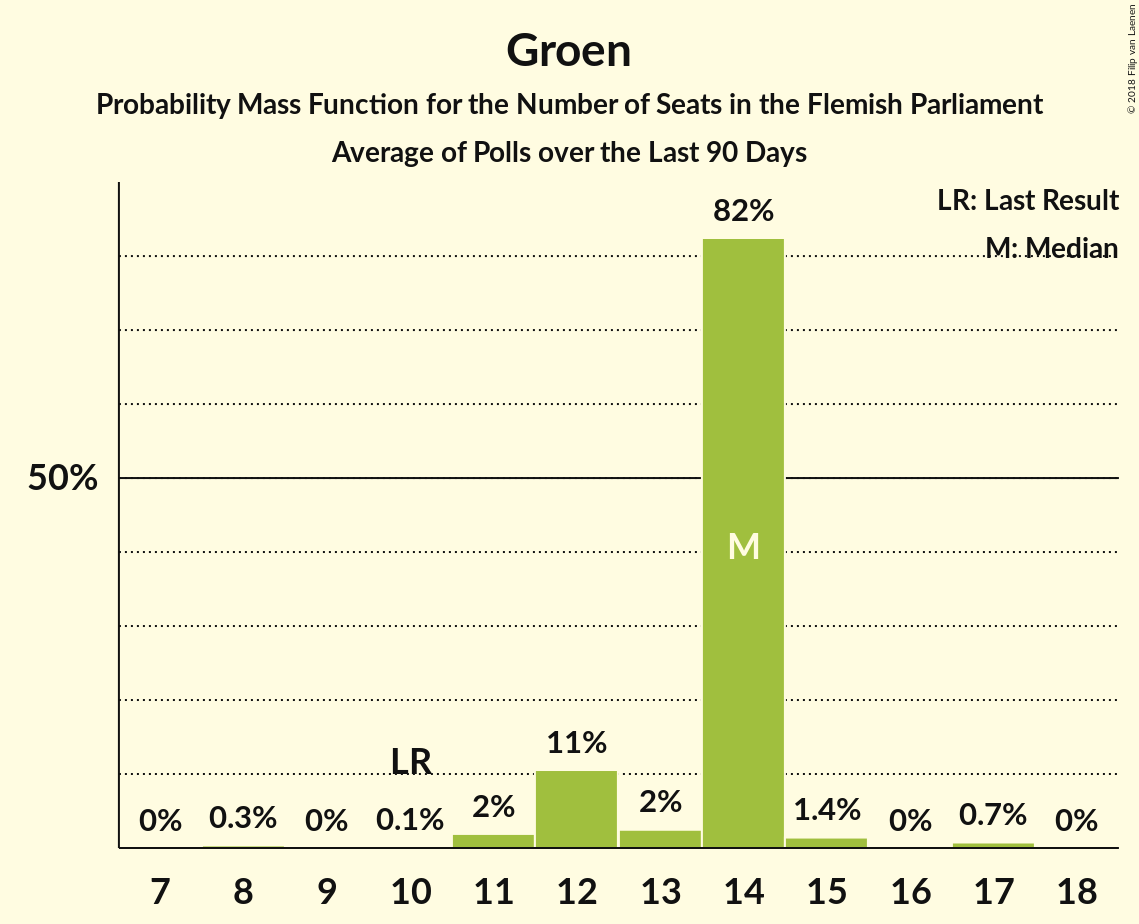 Groen
Probability Mass Function for the Number of Seats in the Flemish Parliament
Average of Polls over the Last 90 Days
© 2018 Filip van Laenen
LR: Last Result
M: Median
50%
0% 0.3% 0% 0.1% 2% 11% 2% 82% 1.4% 0% 0.7% 0%
LR
M
7 8 9 10 11 12 13 14 15 16 17 18